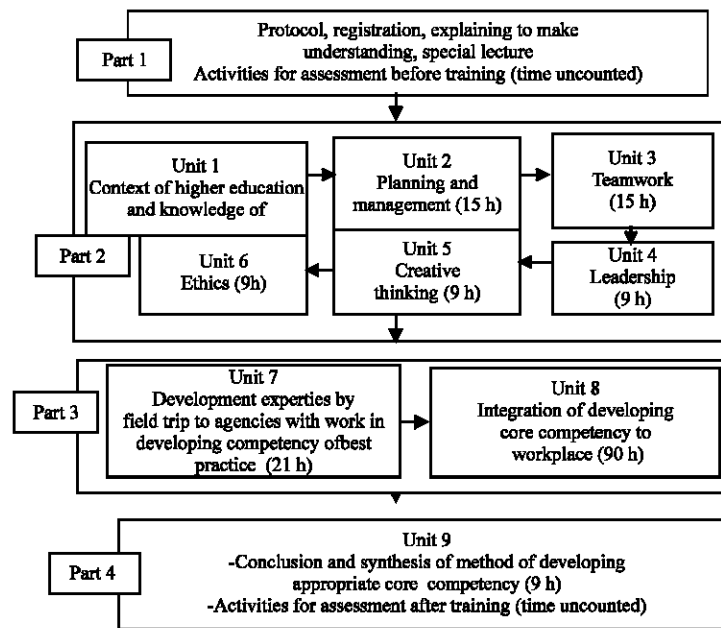 Part 1
Protocol, registration, explaining to make
understanding, special lecture
Activities for assessment before training (time uncounted)
Part 2
Unit 1
Context of higher education
and knowledge of
Unit 2
Planning and
management (15 h)
Unit 3
Teamwork
(15 h)
Unit 4
Leadership
(9 h)
Unit 5
Creative
thinking (9 h)
Unit 6
Ethics (9h)
Part 3
Unit 7
Development experties by
field trip to agencies with work in
developing competency ofbest
practice (21 h)
Unit 8
Integration of developing
core competency to
workplace (90 h)
Part 4
Unit 9
-Conclusion and synthesis of method of developing
appropriate core competency (9 h)
-Activities for assessment after training (time uncounted)